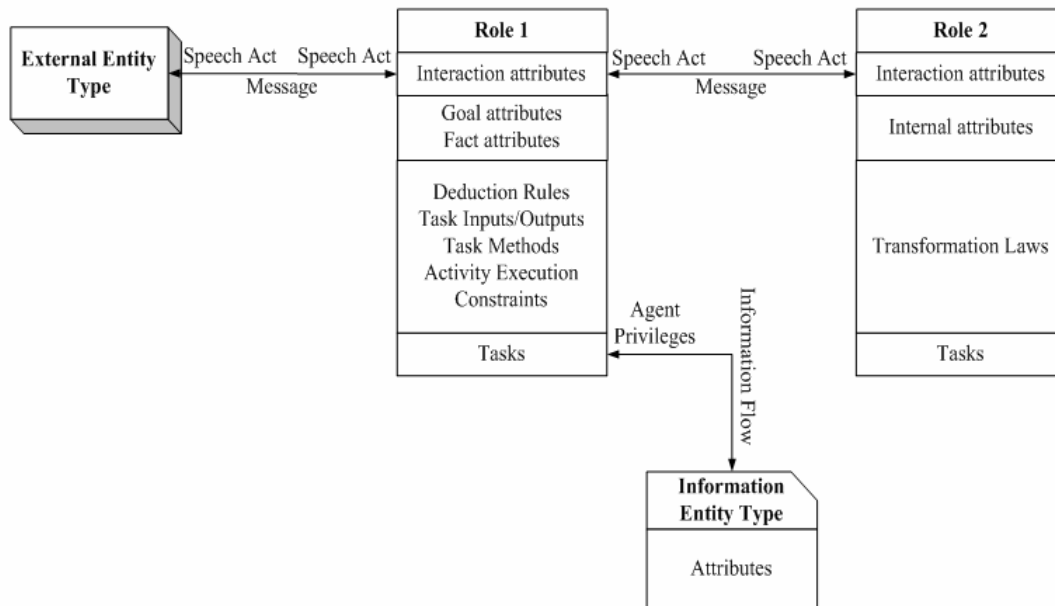 External Entity
Type
Speech Act
Speech Act
Message
Role 1
Interaction attributes
Goal attributes
Fact attributes
Deduction Rules
Task Inputs/Outputs
Task Methods
Activity Execution
Constraints
Tasks
Speech Act
Speech Act
Message
Role 2
Interaction attributes
Internal attributes
Transformation Laws
Tasks
Agent
Privileges
Information Flow
Information
Entity Type
Attributes